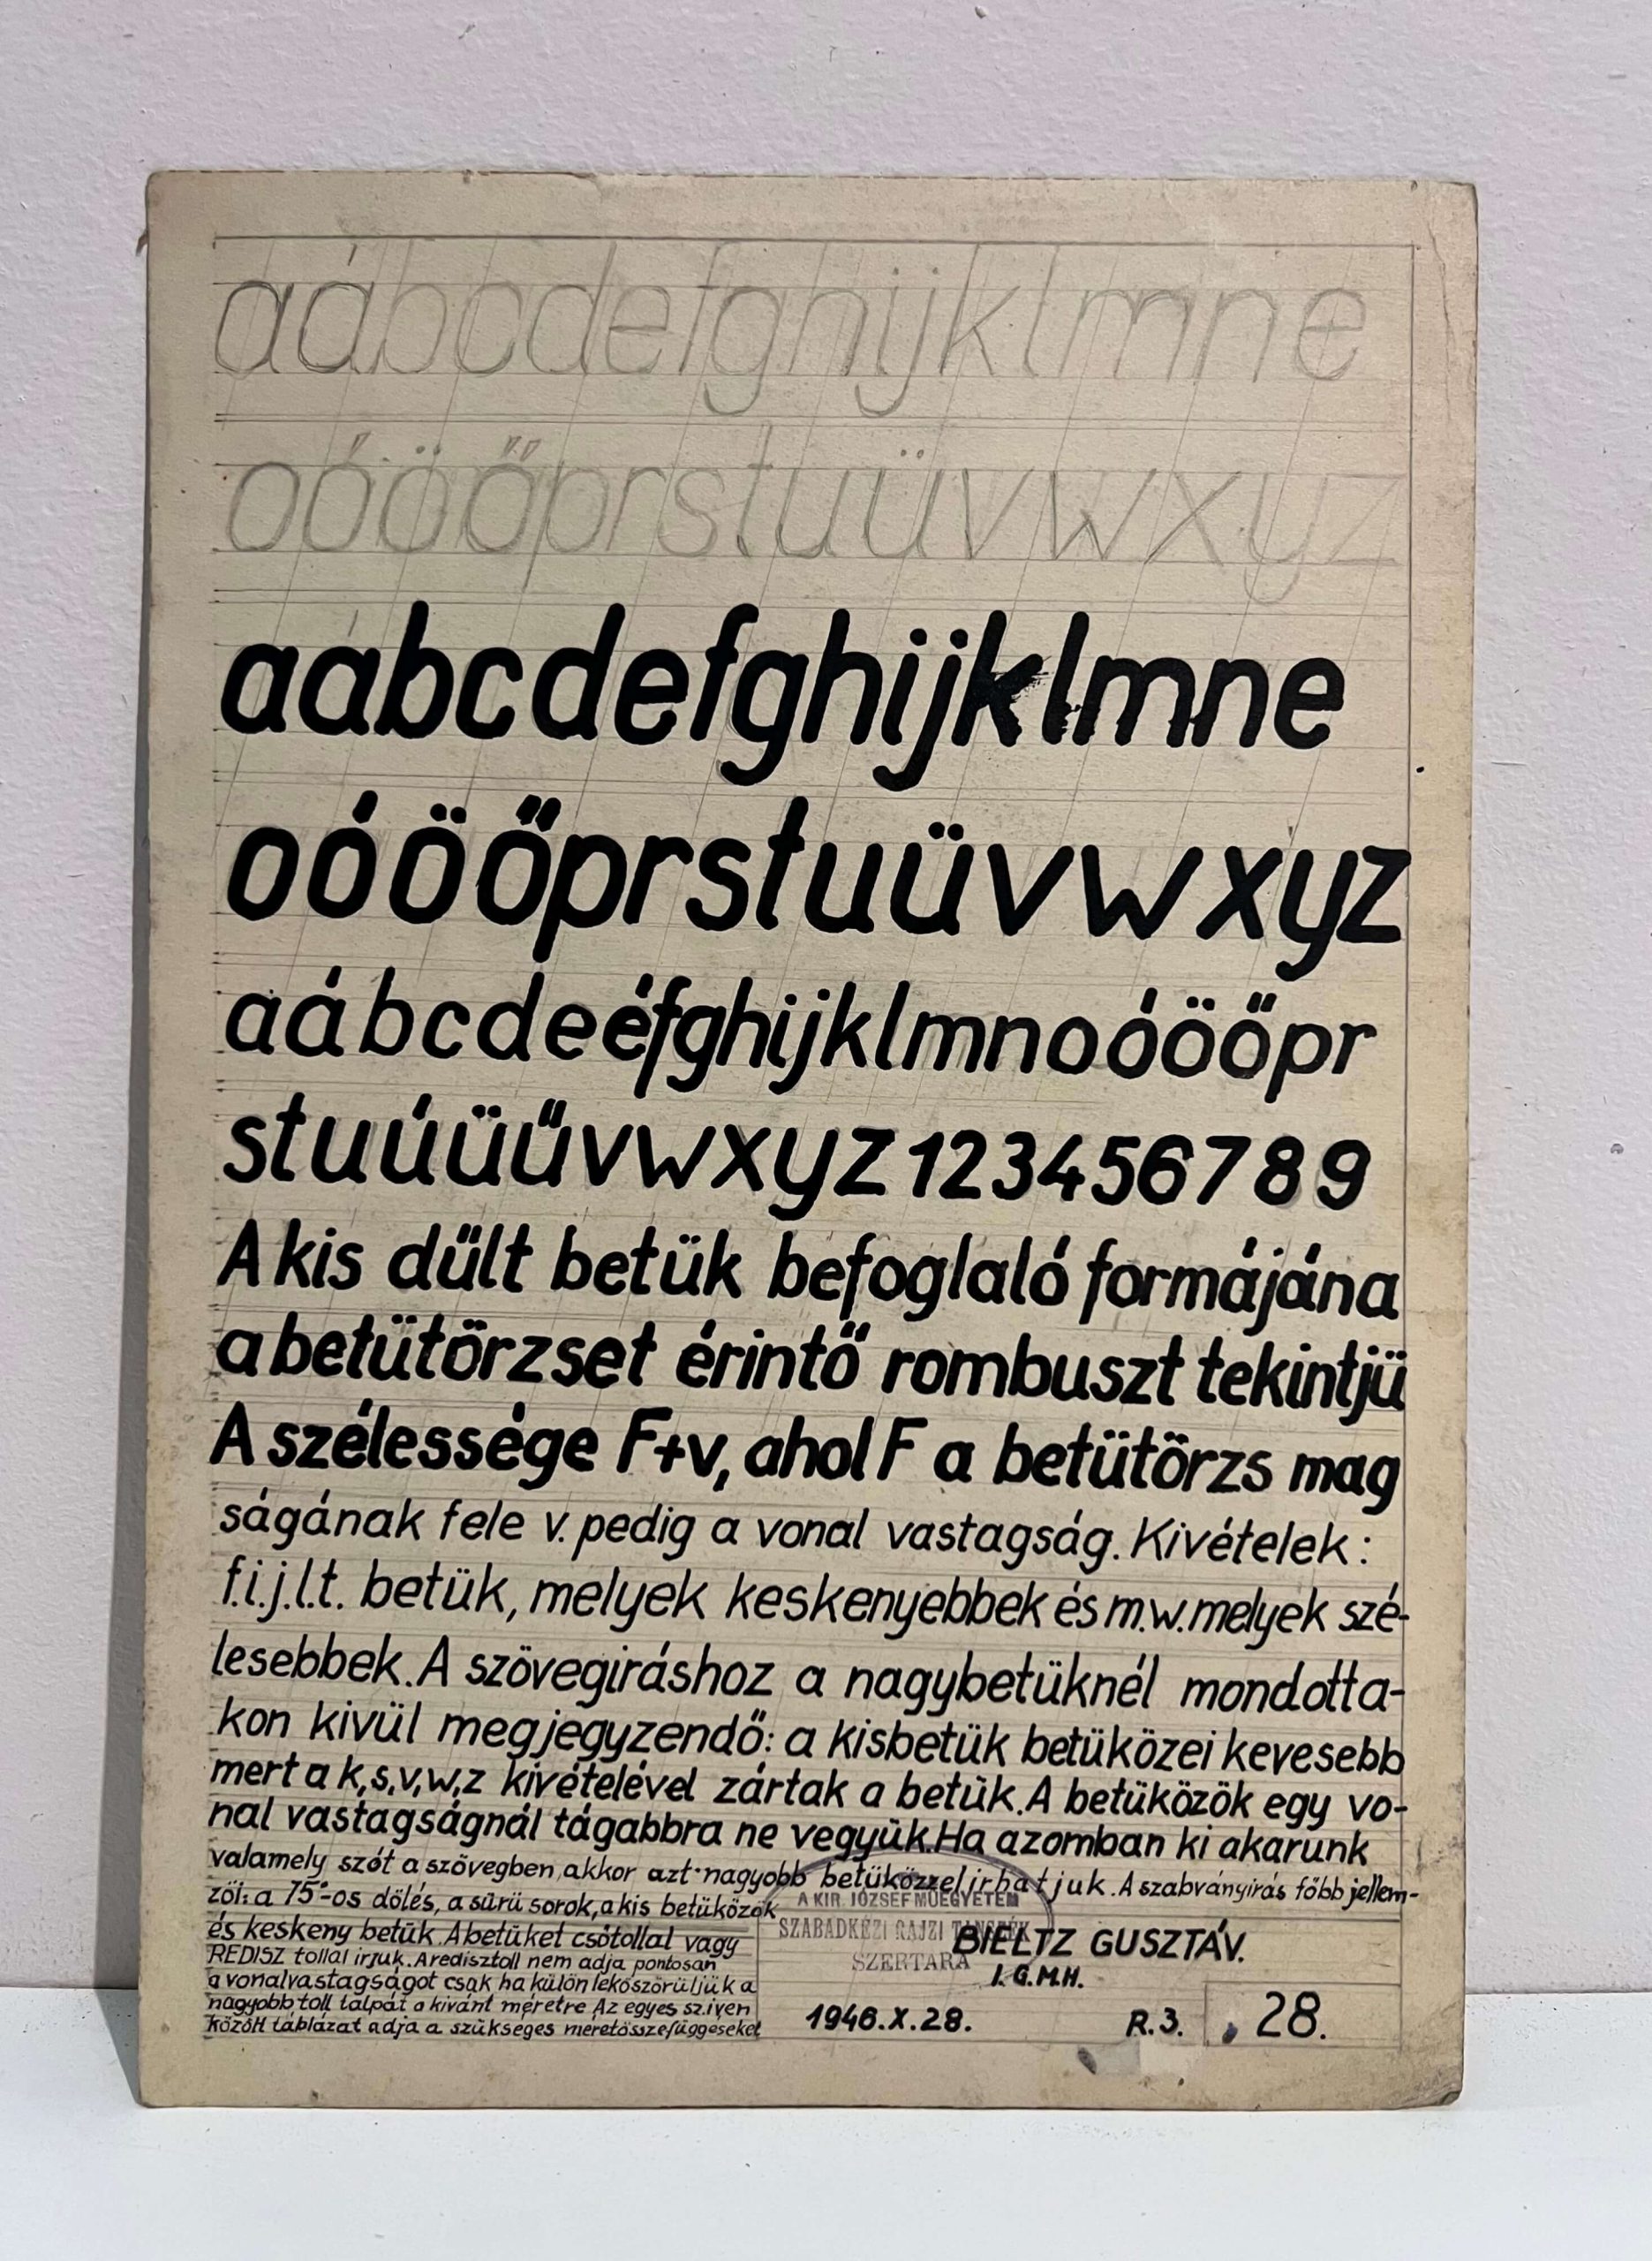 aábcdefghijklmne
oóöőprstuüvwxyz
aabcdefghijklmne
oóöőprstuüvwxyz
aábcdeéfghijklmnoóöőpr
stuúüűvwxyz123456789
A kis dűlt betük befoglaló formájána
a betütörzset érintő rombuszt tekintjü
A szélessége F+v, ahol F a betütörzs mag
ságának fele v. pedig a vonal vastagság. Kivételek:
f.i.j.l.t. betük, melyek keskenyebbek és m.w. melyek szé-
lesebbek. A szövegiráshoz a nagybetüknél mondotta-
kon kivül megjegyzendő: a kisbetük betüközei kevesebb
mert a k,s,v,w,z kivételével zártak a betük. A betüközök egy vo-
nal vastagságnál tágabbra ne vegyük. Ha azomban ki akarunk
valamely szót a szövegben, akkor azt nagyobb betüközzel irhatjuk. A szabványirás főbb jellem-
zői: a 75°-os dölés, a sürü sorok, a kis betüközök
és keskeny betük. A betüket csőtollal vagy
REDISZ tollal irjuk. A redisztoll nem adja pontosan
a vonalvastagságot csak ha külön leköszörüljük a
nagyobb toll talpát a kivánt méretre Az egyes sz. iven
között táblázat adja a szükséges méretösszefüggéseket
A KIR. JÓZSEF MÜEGYETEM
SZABADKÉZI RAJZI TANSZÉK
SZERTÁRA
BIELTZ GUSZTÁV.
I.G.M.H.
1946.X.28.
R.3.
28.